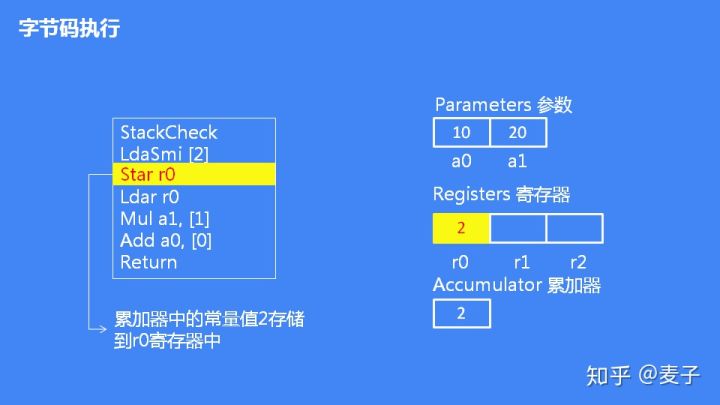 字节码执行
StackCheck
LdaSmi [2]
Star r0
Ldar r0
Mul a1, [1]
Add a0, [0]
Return
累加器中的常量值2存储
到r0寄存器中
Parameters 参数
10 20
a0 a1
Registers 寄存器
2
r0 r1 r2
Accumulator 累加器
2
知乎 @麦子